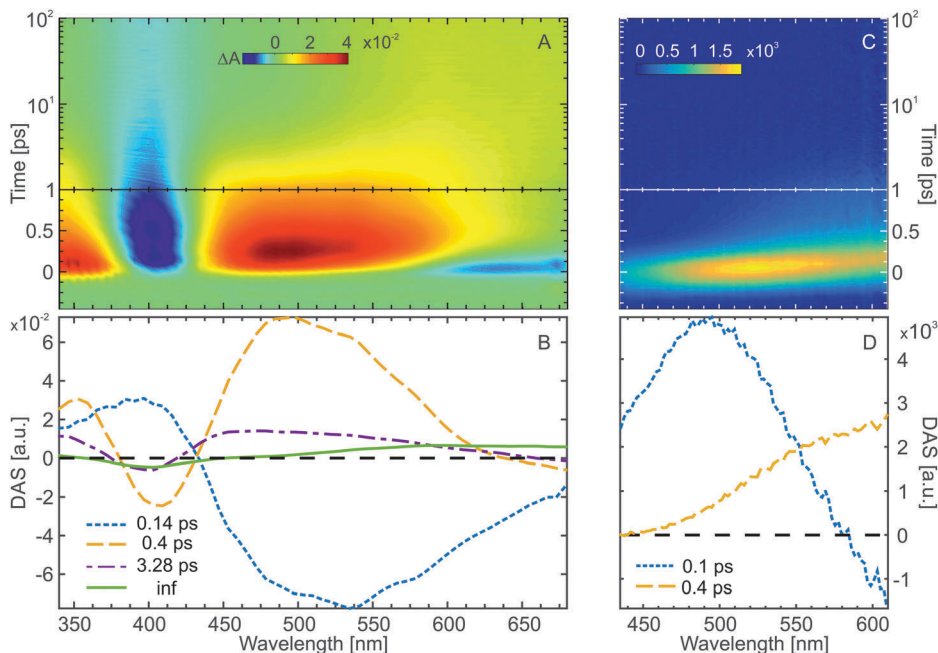 10²
A
0 2 4 x10⁻²
ΔA
10¹
Time [ps]
1
0.5
0
C
0 0.5 1 1.5 x10³
10²
10¹
Time [ps]
1
0.5
0
x10⁻²
B
6
4
2
0
-2
-4
-6
DAS [a.u.]
0.14 ps
0.4 ps
3.28 ps
inf
350 400 450 500 550 600 650
Wavelength [nm]
D
x10³
4
3
2
1
0
-1
DAS [a.u.]
0.1 ps
0.4 ps
450 500 550 600
Wavelength [nm]